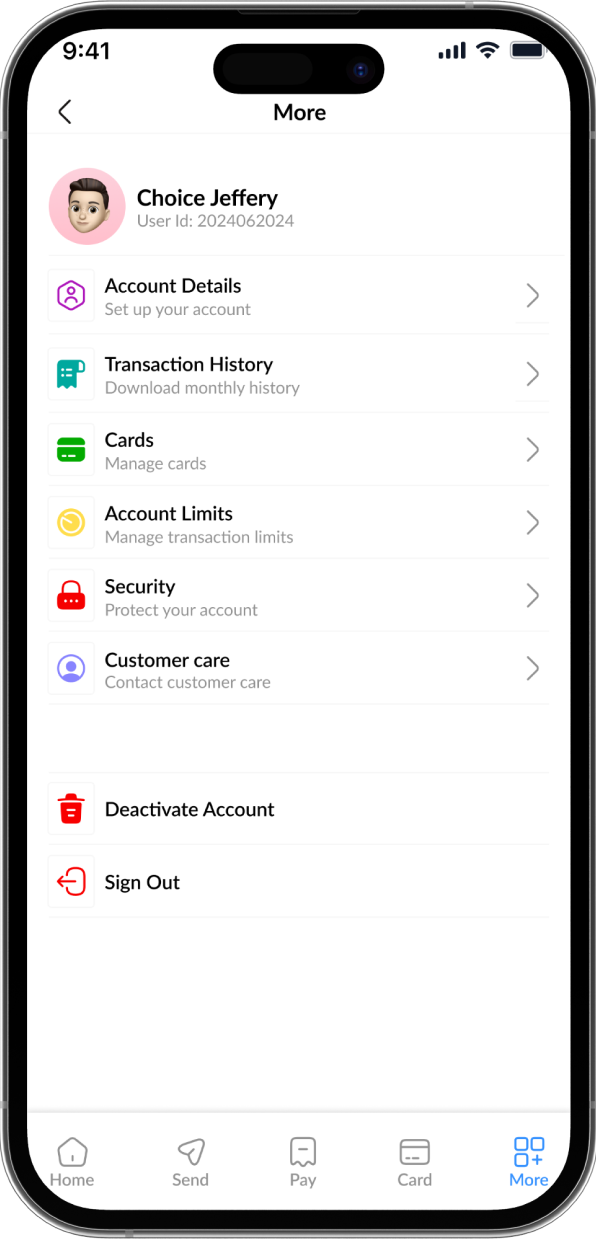 9:41
More
Choice Jeffery
User Id: 2024062024
Account Details
Set up your account
Transaction History
Download monthly history
Cards
Manage cards
Account Limits
Manage transaction limits
Security
Protect your account
Customer care
Contact customer care
Deactivate Account
Sign Out
Home Send Pay Card More